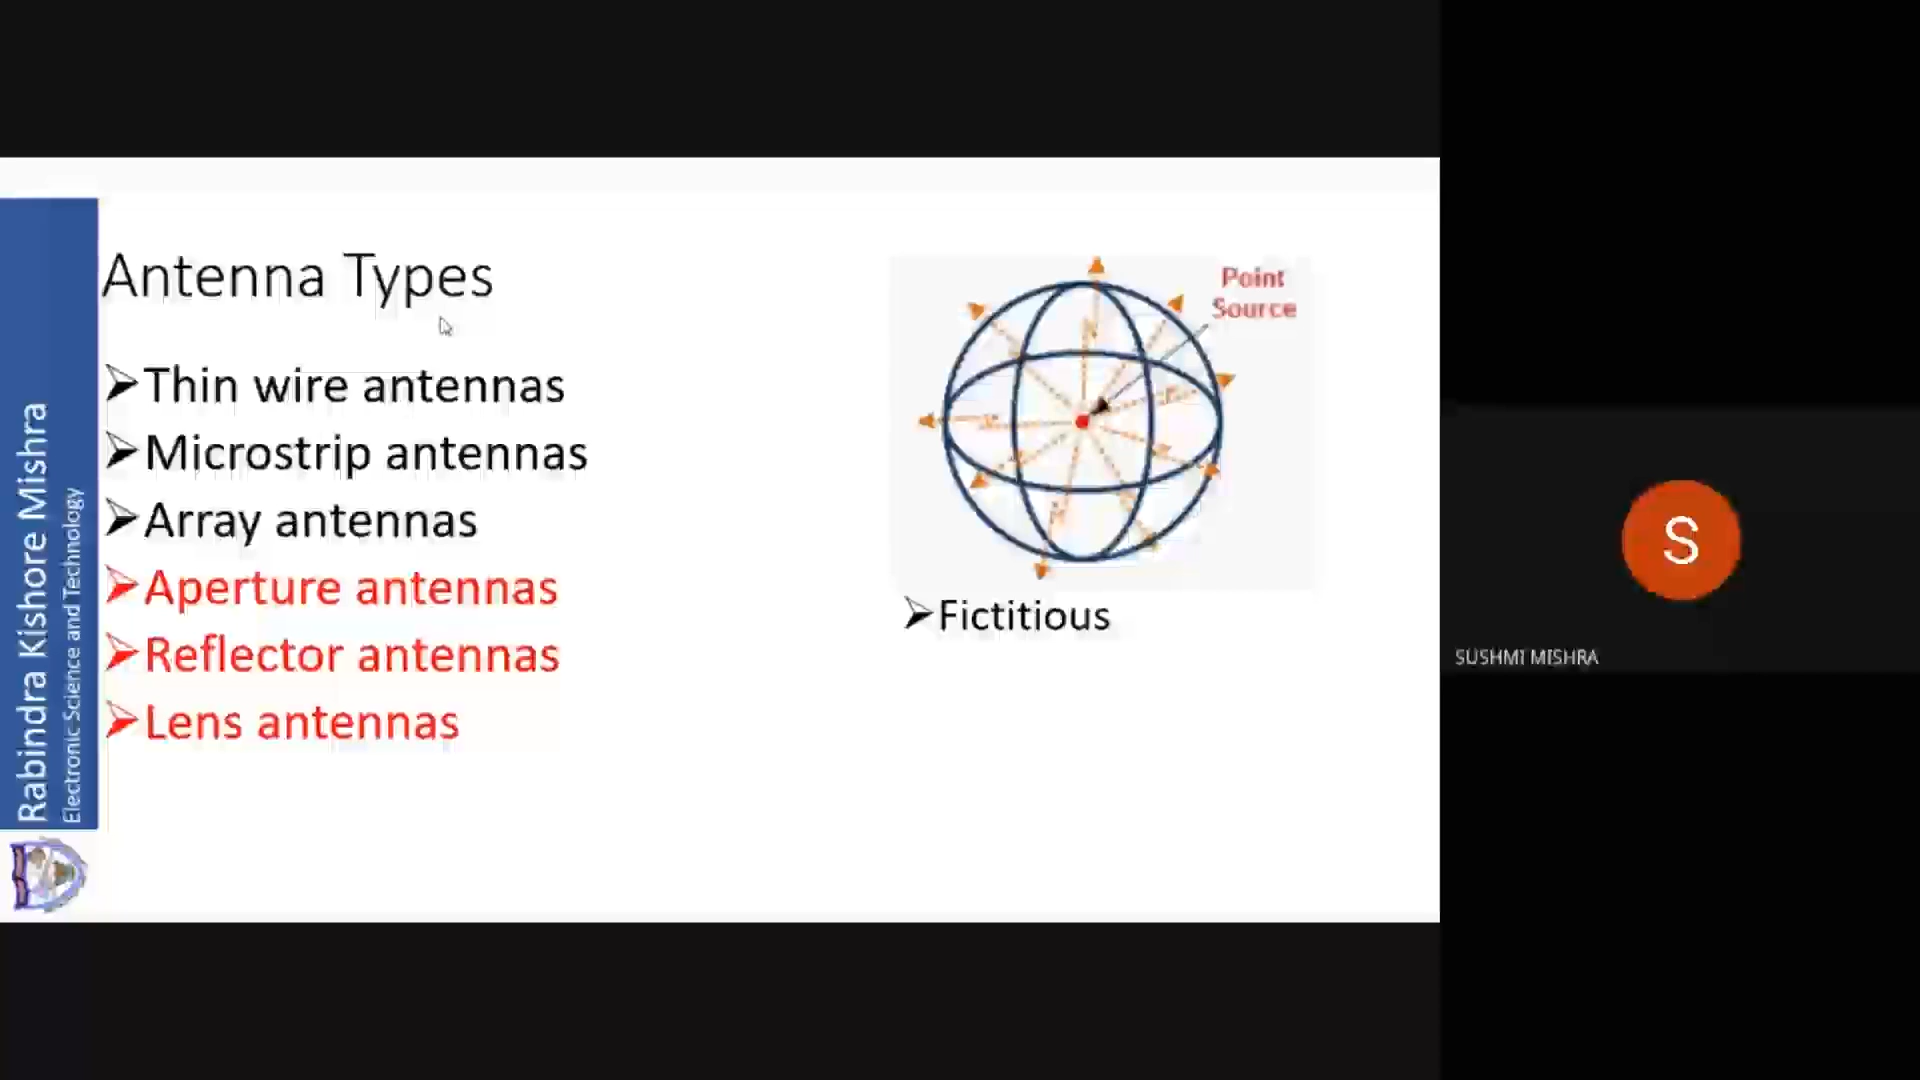 Rabindra Kishore Mishra
Electronic Science and Technology
Antenna Types
Thin wire antennas
Microstrip antennas
Array antennas
Aperture antennas
Reflector antennas
Lens antennas
Point
Source
Fictitious
S
SUSHMI MISHRA